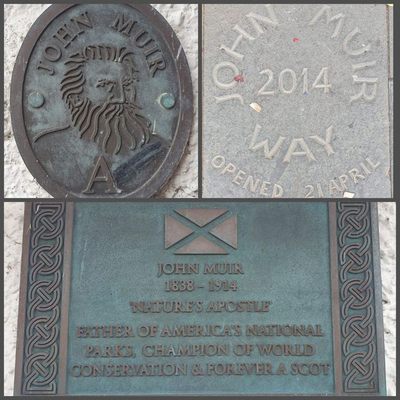 JOHN MUIR
A
JOHN MUIR
2014
WAY
OPENED 21 APRIL
JOHN MUIR
1838 - 1914
'NATURE'S APOSTLE'
FATHER OF AMERICA'S NATIONAL
PARKS, CHAMPION OF WORLD
CONSERVATION & FOREVER A SCOT